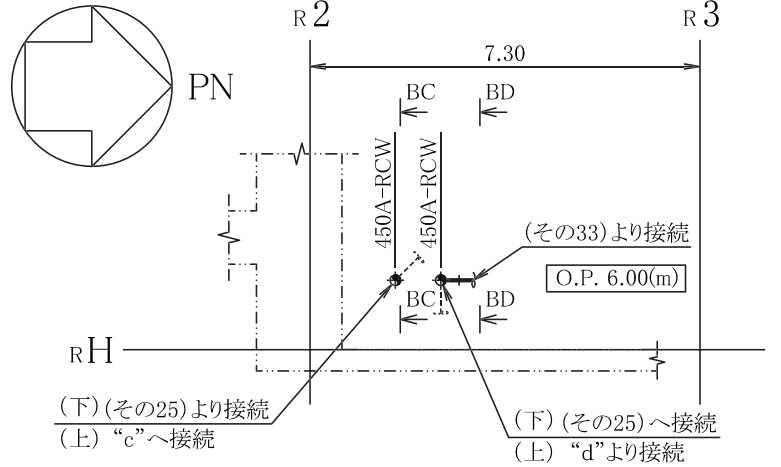 R2
R3
PN
7.30
BC
BD
450A-RCW
450A-RCW
(その33)より接続
O.P. 6.00(m)
BC
BD
RH
(下)(その25)より接続
(上) “c”へ接続
(下)(その25)へ接続
(上) “d”より接続